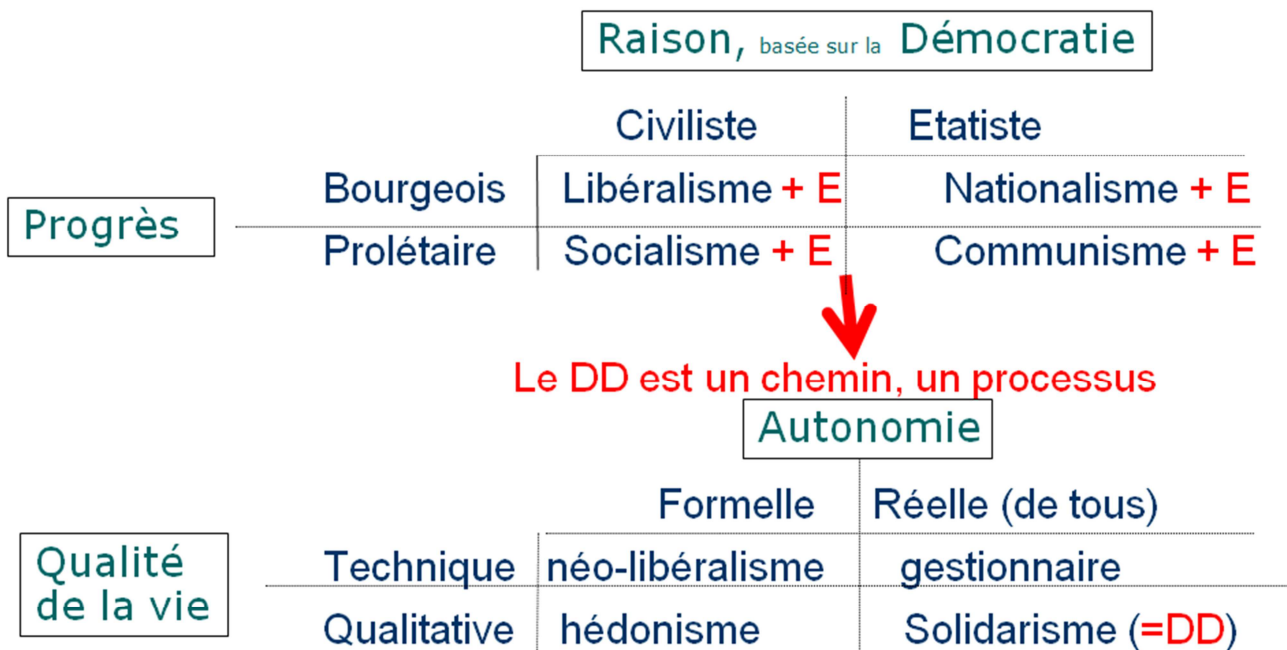 Raison, basée sur la Démocratie
Civiliste Etatiste
Bourgeois Libéralisme + E Nationalisme + E
Progrès
Prolétaire Socialisme + E Communisme + E
Le DD est un chemin, un processus
Autonomie
Formelle Réelle (de tous)
Qualité
de la vie
Technique néo-libéralisme gestionnaire
Qualitative hédonisme Solidarisme (=DD)